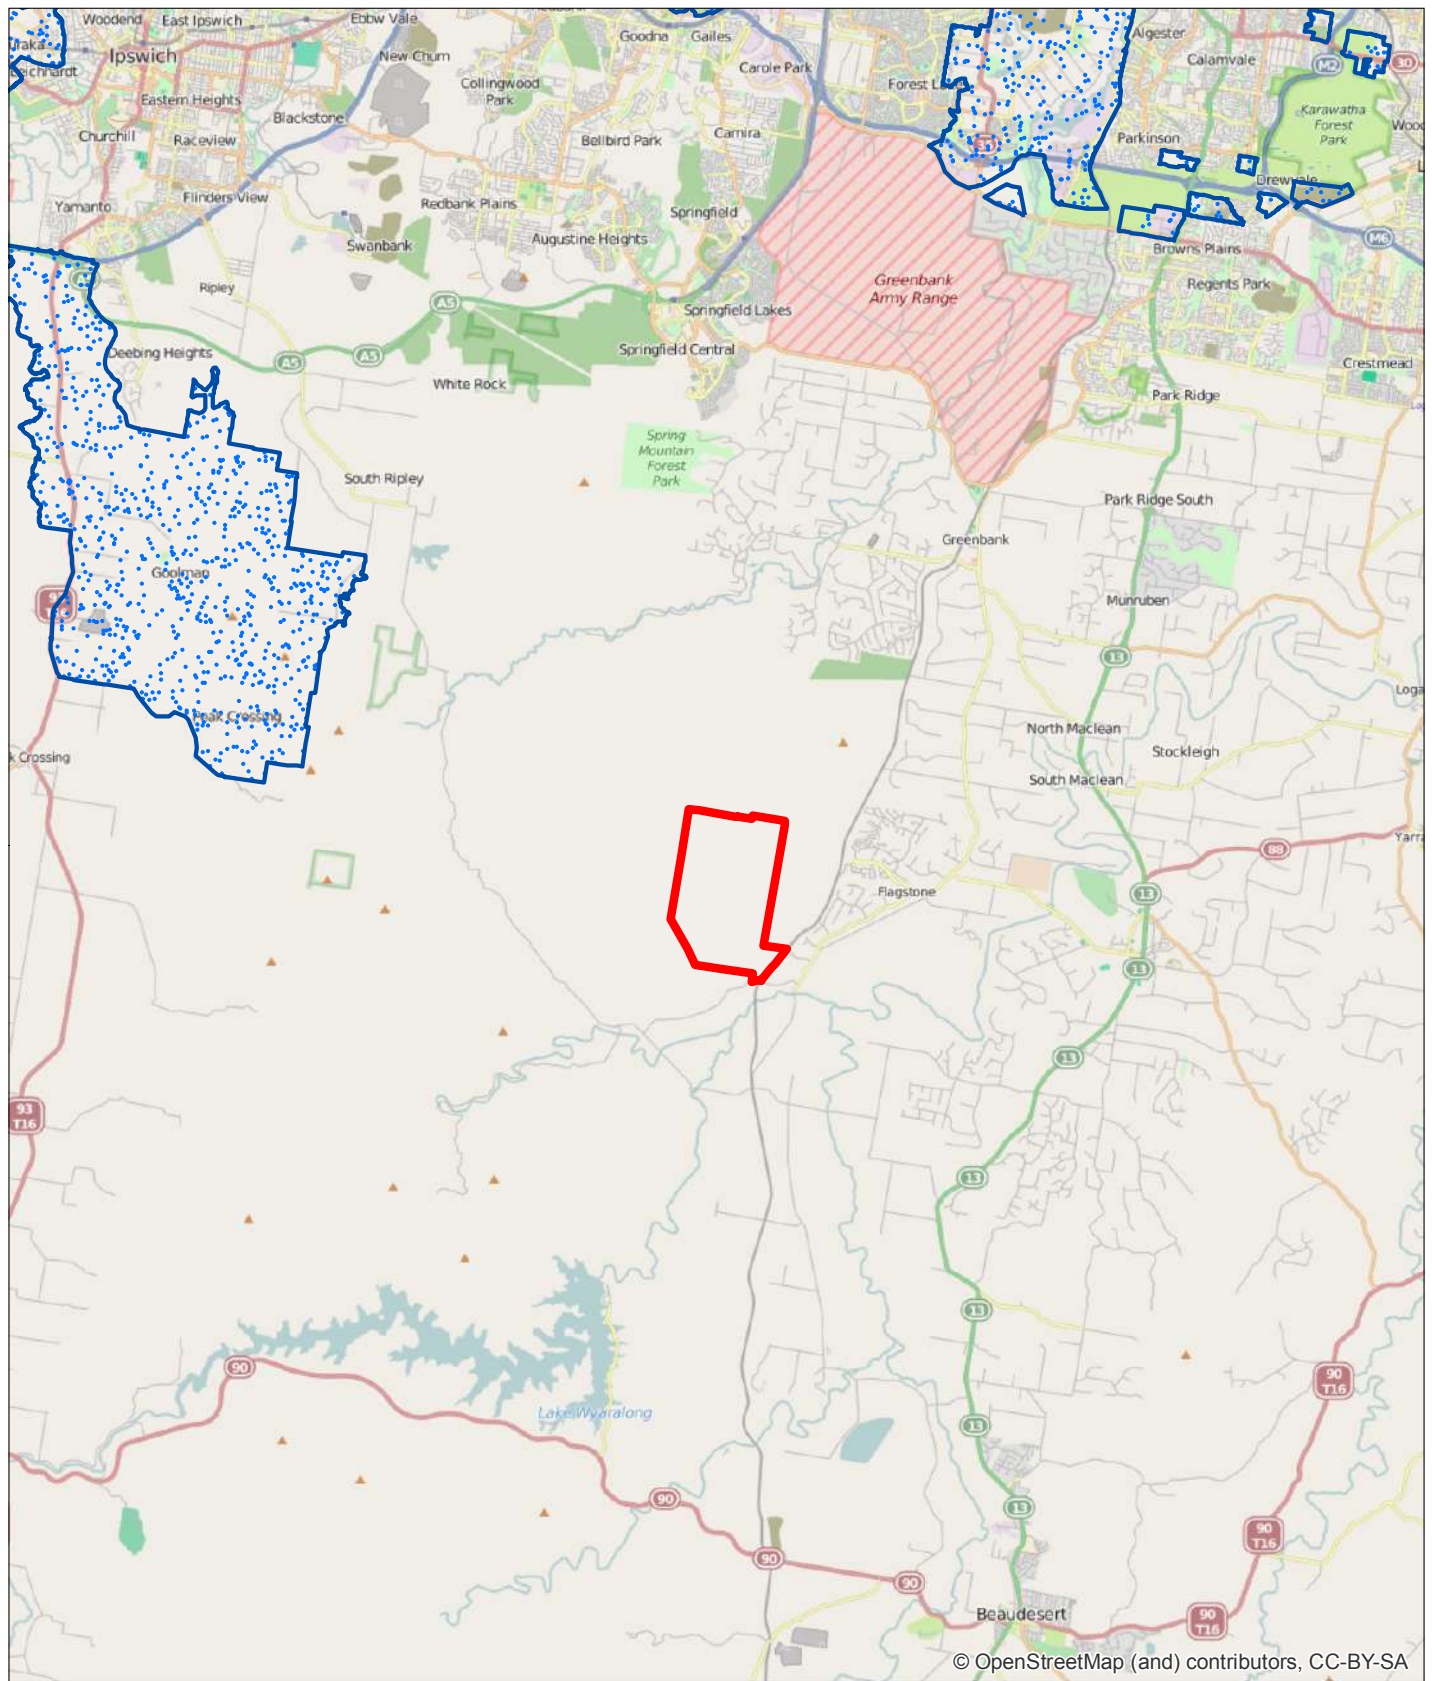 Woodend
East Ipswich
Ebbw Vale
Goodna
Gailes
Algester
Ipswich
New Chum
Carole Park
Calamvale
M2
30
Collingwood
Park
Eastern Heights
Blackstone
Karawatha
Forest
Park
Churchill
Raceview
Bellbird Park
Camira
Parkinson
Yamanto
Flinders View
Redbank Plains
Springfield
Augustine Heights
Swanbank
M6
Browns Plains
Ripley
Greenbank
Army Range
Regents Park
A5
Springfield Lakes
Deebing Heights
A5
A5
Springfield Central
Crestmead
White Rock
Park Ridge
Spring
Mountain
Forest
Park
South Ripley
Park Ridge South
Greenbank
Goolman
Munruben
13
Peak Crossing
North Maclean
Stockleigh
k Crossing
South Maclean
Yarra
88
Flagstone
13
13
13
93
T16
13
13
90
90
T16
Lake Wyaralong
13
90
13
90
T16
90
90
Beaudesert
90
T16
© OpenStreetMap (and) contributors, CC-BY-SA